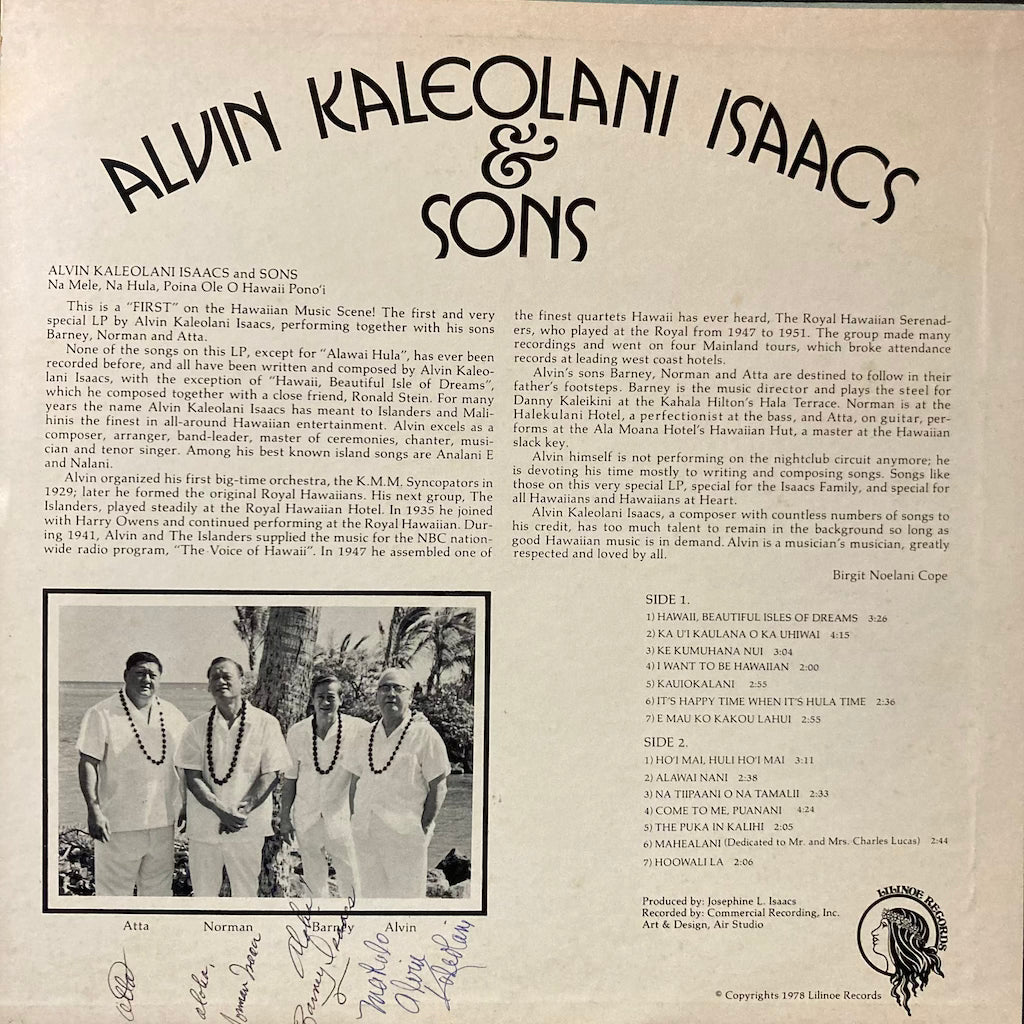 ALVIN KALEOLANI ISAACS
&
SONS
ALVIN KALEOLANI ISAACS and SONS
Na Mele, Na Hula, Poina Ole O Hawaii Pono'i
This is a "FIRST" on the Hawaiian Music Scene! The first and very
special LP by Alvin Kaleolani Isaacs, performing together with his sons
Barney, Norman and Atta.
None of the songs on this LP, except for "Alawai Hula", has ever been
recorded before, and all have been written and composed by Alvin Kaleo-
lani Isaacs, with the exception of "Hawaii, Beautiful Isle of Dreams",
which he composed together with a close friend, Ronald Stein. For many
years the name Alvin Kaleolani Isaacs has meant to Islanders and Mali-
hinis the finest in all-around Hawaiian entertainment. Alvin excels as a
composer, arranger, band-leader, master of ceremonies, chanter, musi-
cian and tenor singer. Among his best known island songs are Analani E
and Nalani.
Alvin organized his first big-time orchestra, the K.M.M. Syncopators in
1929; later he formed the original Royal Hawaiians. His next group, The
Islanders, played steadily at the Royal Hawaiian Hotel. In 1935 he joined
with Harry Owens and continued performing at the Royal Hawaiian. Dur-
ing 1941, Alvin and The Islanders supplied the music for the NBC nation-
wide radio program, "The Voice of Hawaii". In 1947 he assembled one of
the finest quartets Hawaii has ever heard, The Royal Hawaiian Serenad-
ers, who played at the Royal from 1947 to 1951. The group made many
recordings and went on four Mainland tours, which broke attendance
records at leading west coast hotels.
Alvin's sons Barney, Norman and Atta are destined to follow in their
father's footsteps. Barney is the music director and plays the steel for
Danny Kaleikini at the Kahala Hilton's Hala Terrace. Norman is at the
Halekulani Hotel, a perfectionist at the bass, and Atta, on guitar, per-
forms at the Ala Moana Hotel's Hawaiian Hut, a master at the Hawaiian
slack key.
Alvin himself is not performing on the nightclub circuit anymore; he
is devoting his time mostly to writing and composing songs. Songs like
those on this very special LP, special for the Isaacs Family, and special for
all Hawaiians and Hawaiians at Heart.
Alvin Kaleolani Isaacs, a composer with countless numbers of songs to
his credit, has too much talent to remain in the background so long as
good Hawaiian music is in demand. Alvin is a musician's musician, greatly
respected and loved by all.
Birgit Noelani Cope
SIDE 1.
1) HAWAII, BEAUTIFUL ISLES OF DREAMS 3:26
2) KA U'I KAULANA O KA UHIWAI 4:15
3) KE KUMUHANA NUI 3:04
4) I WANT TO BE HAWAIIAN 2:00
5) KAUIOKALANI 2:55
6) IT'S HAPPY TIME WHEN IT'S HULA TIME 2:36
7) E MAU KO KAKOU LAHUI 2:55
SIDE 2.
1) HO'I MAI, HULI HO'I MAI 3:11
2) ALAWAI NANI 2:38
3) NA TIIPAANI O NA TAMALII 2:33
4) COME TO ME, PUANANI 4:24
5) THE PUKA IN KALIHI 2:05
6) MAHEALANI (Dedicated to Mr. and Mrs. Charles Lucas) 2:44
7) HOOWALI LA 2:06
Atta Norman Barney Alvin
Atta
aloha,
Norman Isaacs
Aloha
Barney Isaacs
Mahalo
Alvin
Kaleolani
Produced by: Josephine L. Isaacs
Recorded by: Commercial Recording, Inc.
Art & Design, Air Studio
LILINOE RECORDS
© Copyrights 1978 Lilinoe Records